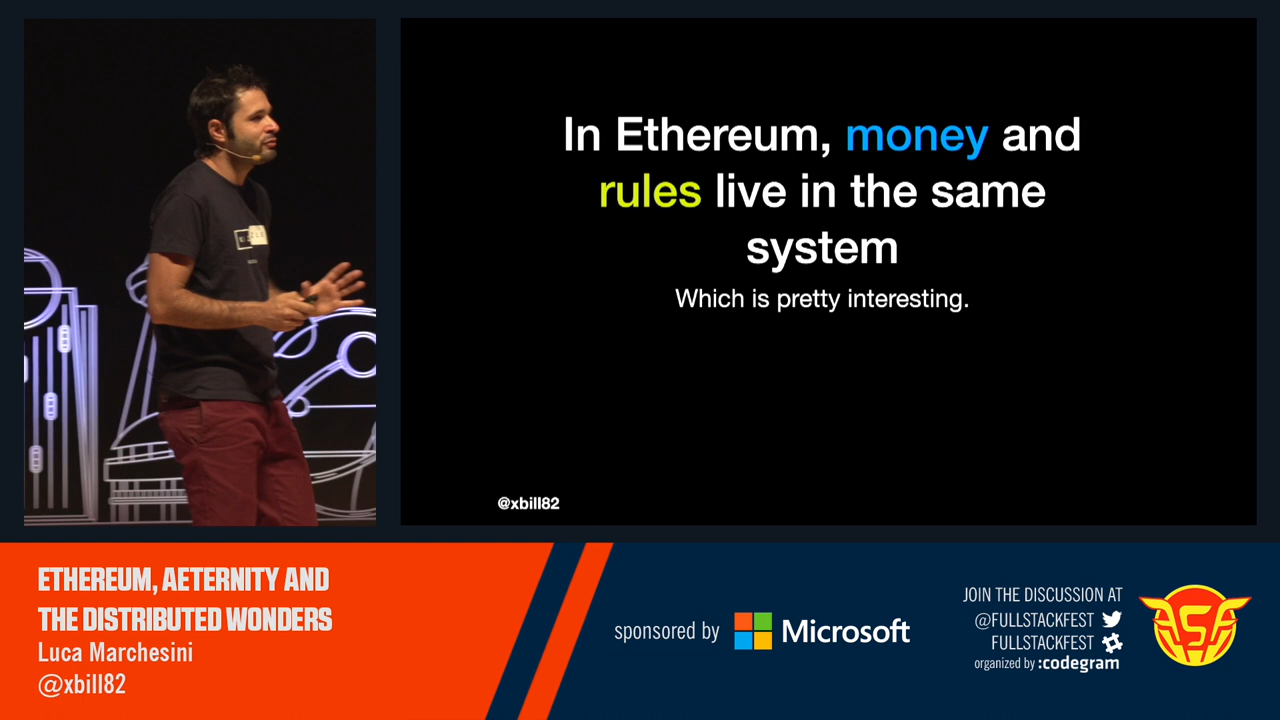 In Ethereum, money and
rules live in the same
system
Which is pretty interesting.
@xbill82
ETHEREUM, AETERNITY AND
THE DISTRIBUTED WONDERS
Luca Marchesini
@xbill82
sponsored by Microsoft
JOIN THE DISCUSSION AT
@FULLSTACKFEST
FULLSTACKFEST
organized by :codegram
FSF